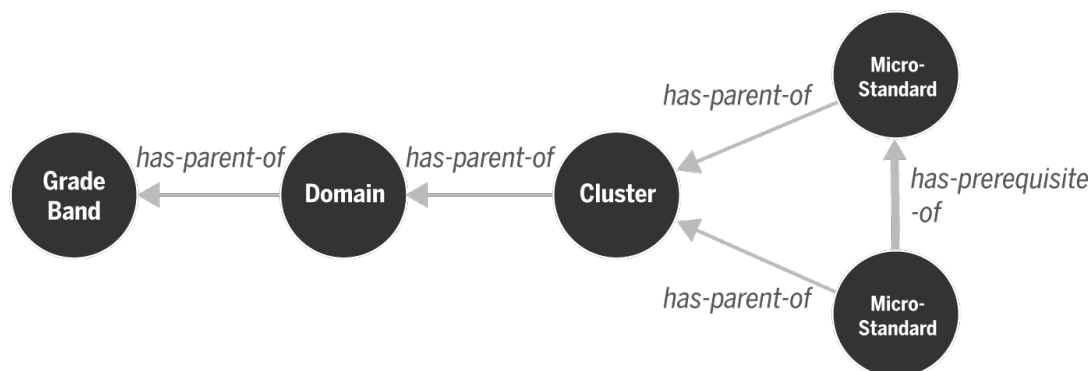 Micro-
Standard
has-parent-of
has-parent-of
has-parent-of
has-prerequisite
-of
Grade
Band
Domain
Cluster
has-parent-of
Micro-
Standard